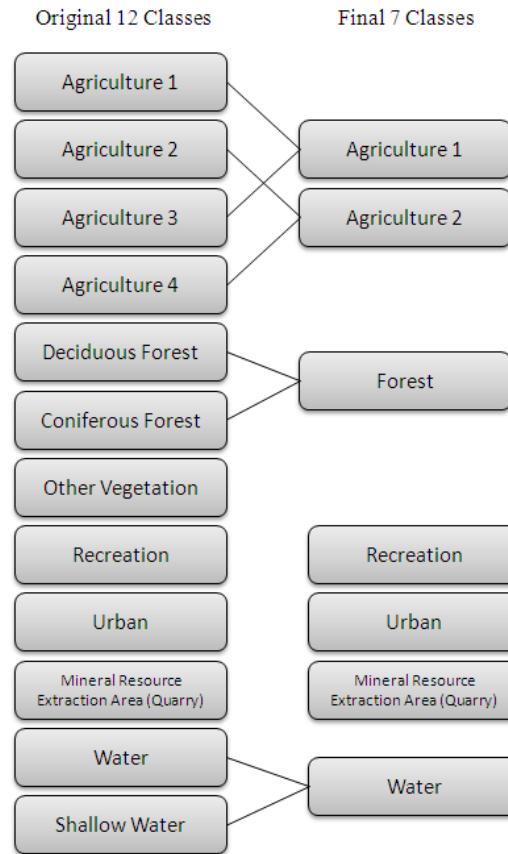 Original 12 Classes
Final 7 Classes
Agriculture 1
Agriculture 2
Agriculture 3
Agriculture 4
Deciduous Forest
Coniferous Forest
Other Vegetation
Recreation
Urban
Mineral Resource
Extraction Area (Quarry)
Water
Shallow Water
Agriculture 1
Agriculture 2
Forest
Recreation
Urban
Mineral Resource
Extraction Area (Quarry)
Water